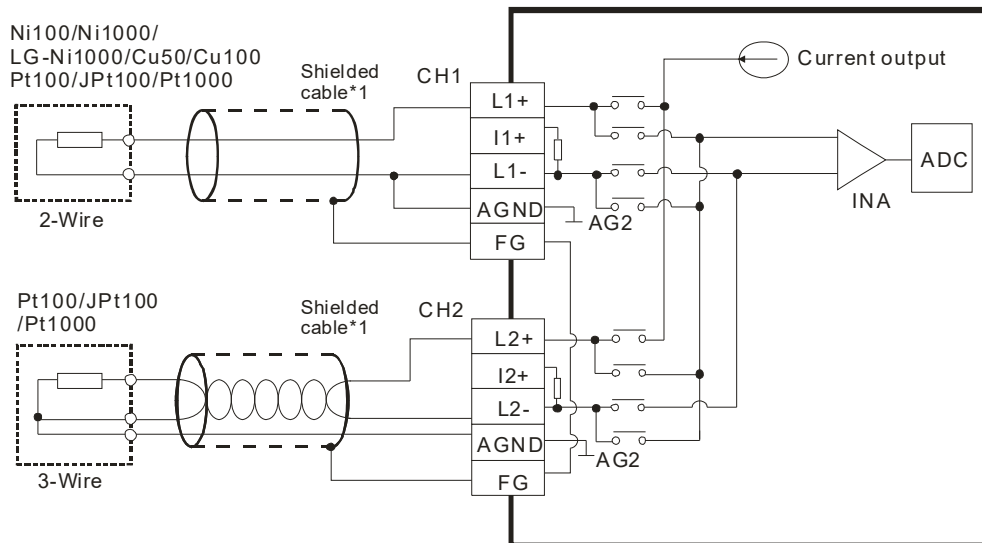 Ni100/Ni1000/
LG-Ni1000/Cu50/Cu100
Pt100/JPt100/Pt1000
Shielded
cable*1
CH1
L1+
I1+
L1-
AGND
FG
2-Wire
AG2
Current output
INA
ADC
Pt100/JPt100
/Pt1000
Shielded
cable*1
CH2
L2+
I2+
L2-
AGND
FG
3-Wire
AG2